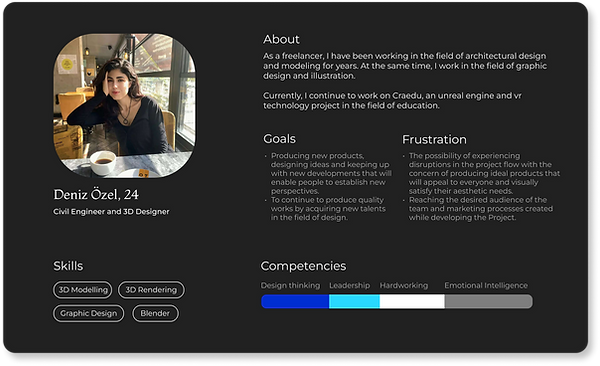 About
As a freelancer, I have been working in the field of architectural design
and modeling for years. At the same time, I work in the field of graphic
design and illustration.
Currently, I continue to work on Craedu, an unreal engine and vr
technology project in the field of education.
Goals
• Producing new products,
designing ideas and keeping up
with new developments that will
enable people to establish new
perspectives.
• To continue to produce quality
works by acquiring new talents
in the field of design.
Frustration
• The possibility of experiencing
disruptions in the project flow with the
concern of producing ideal products that
will appeal to everyone and visually
satisfy their aesthetic needs.
• Reaching the desired audience of the
team and marketing processes created
while developing the Project.
Deniz Özel, 24
Civil Engineer and 3D Designer
Skills
3D Modelling
3D Rendering
Graphic Design
Blender
Competencies
Design thinking
Leadership
Hardworking
Emotional Intelligence